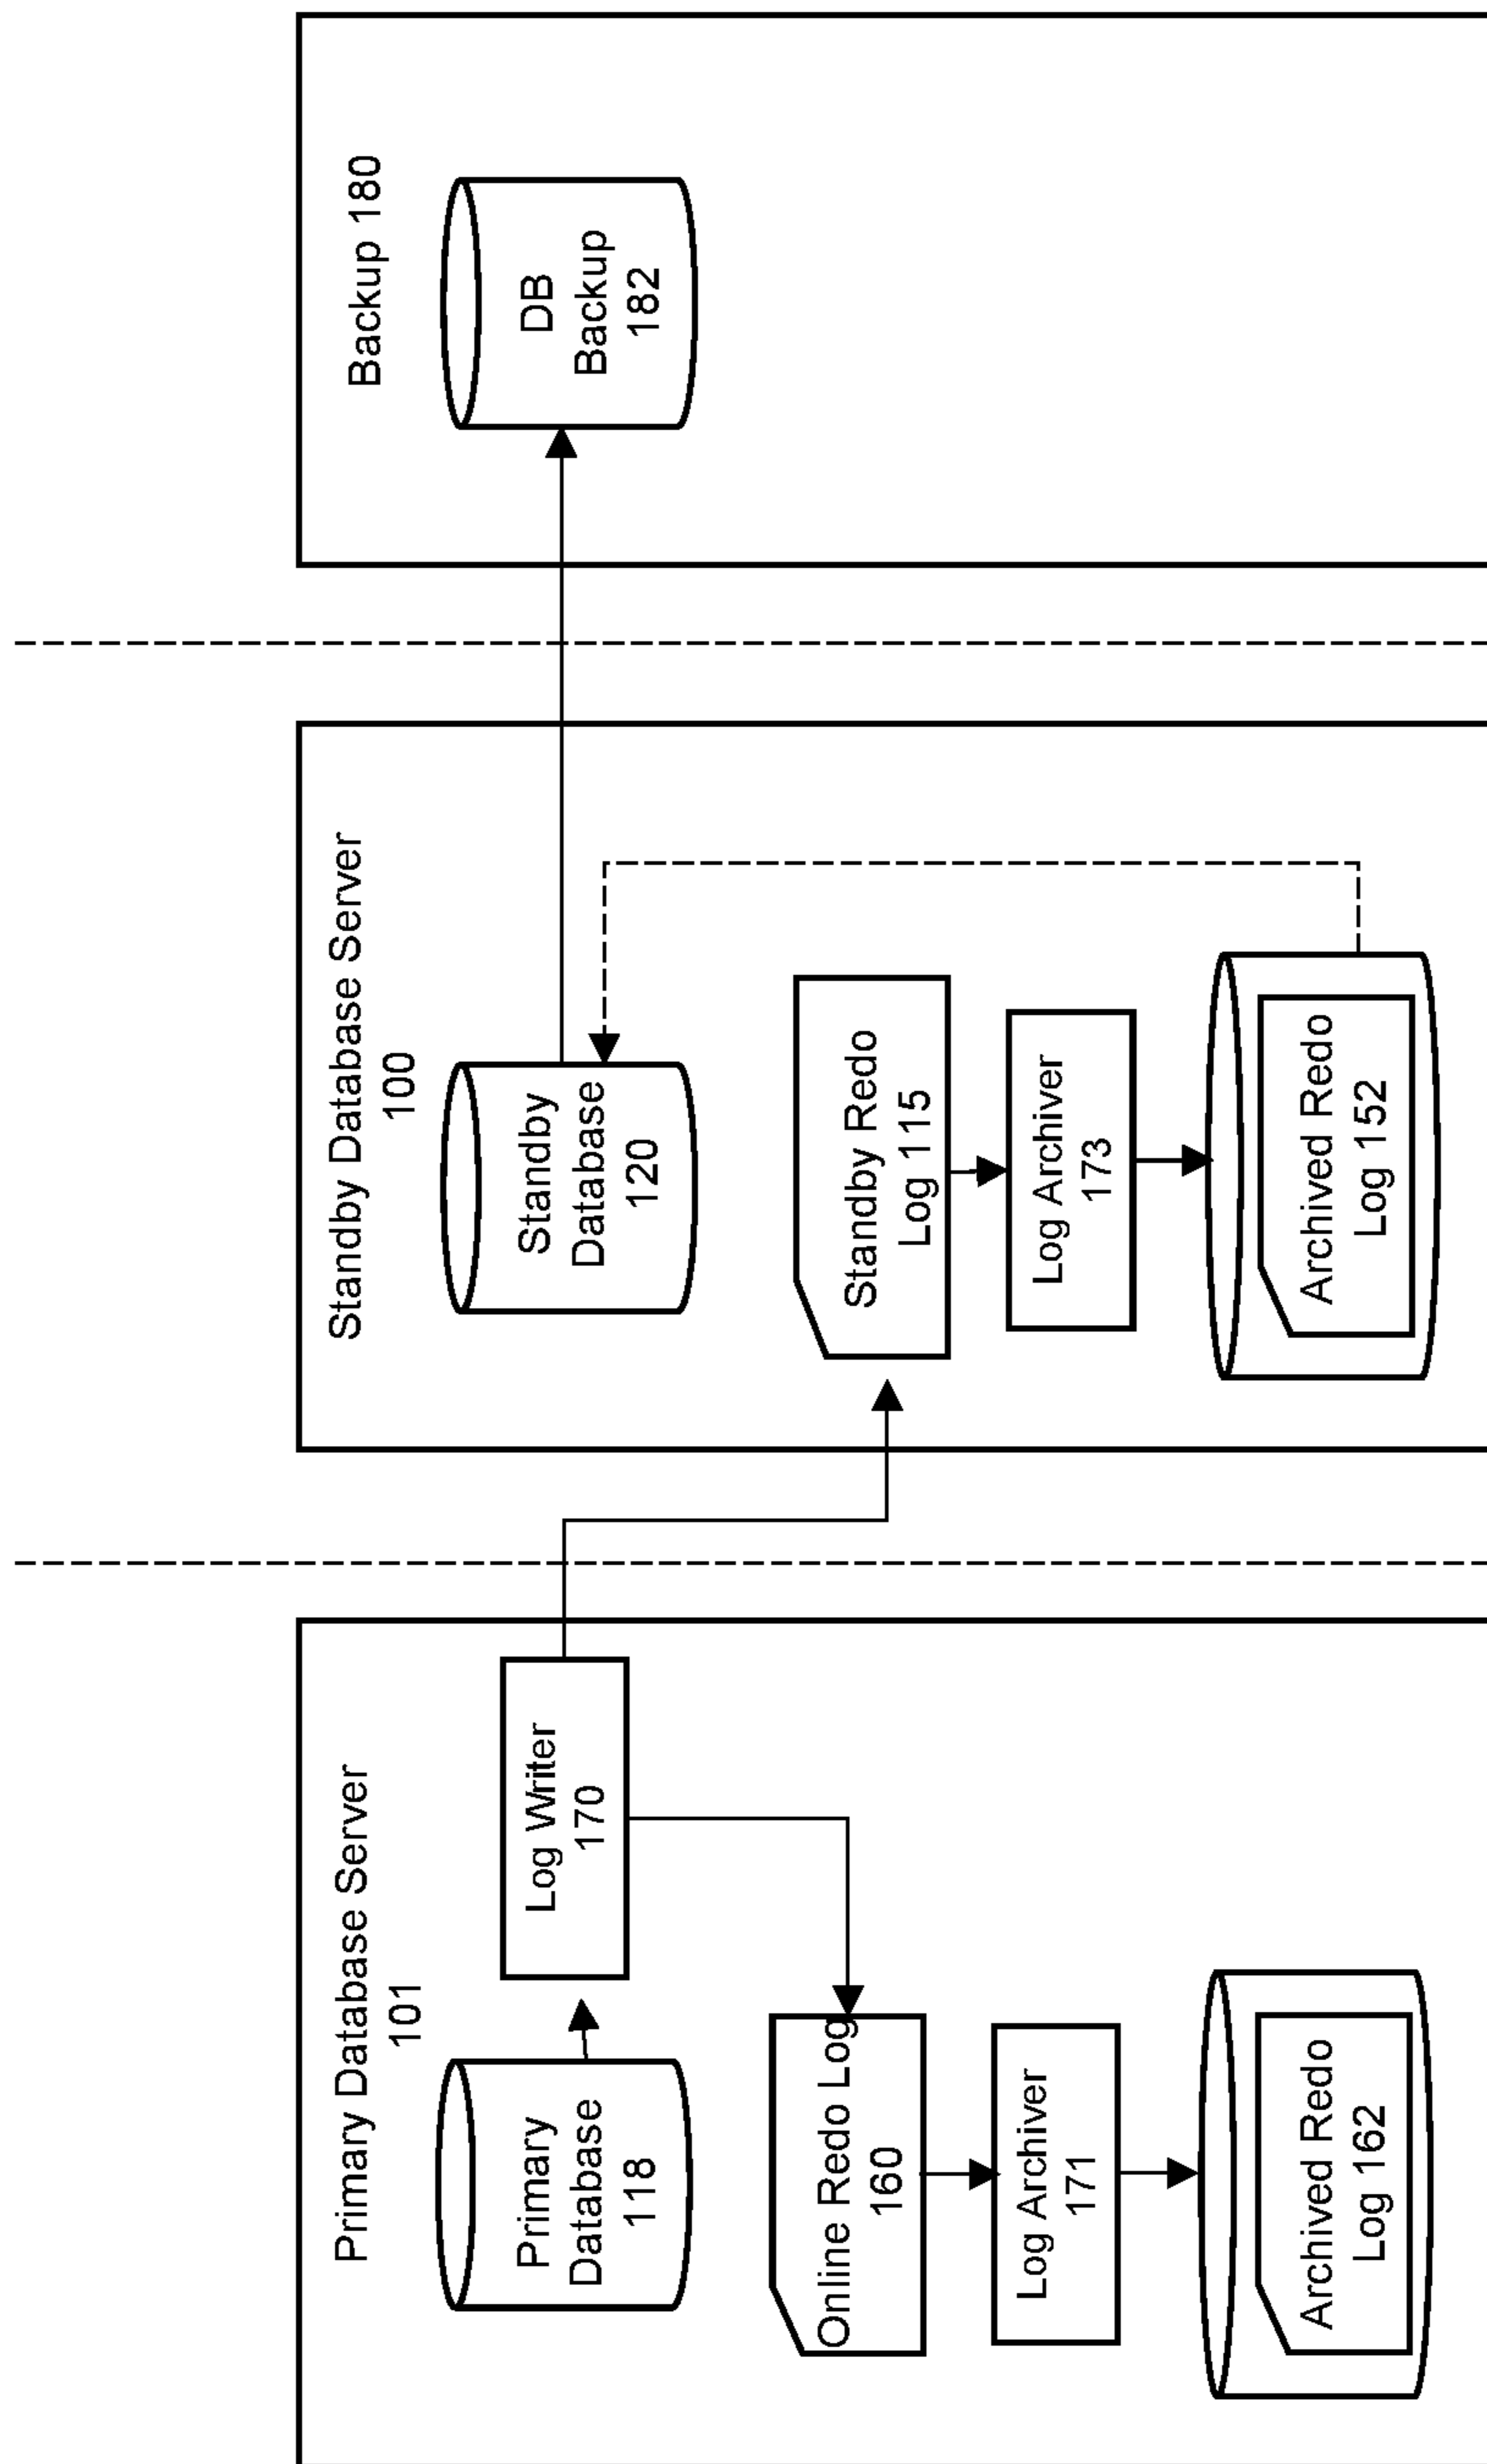 Primary Database Server
101
Primary
Database
118
Log Writer
170
Online Redo Log
160
Log Archiver
171
Archived Redo
Log 162
Standby Database Server
100
Standby
Database
120
Standby Redo
Log 115
Log Archiver
173
Archived Redo
Log 152
Backup 180
DB
Backup
182